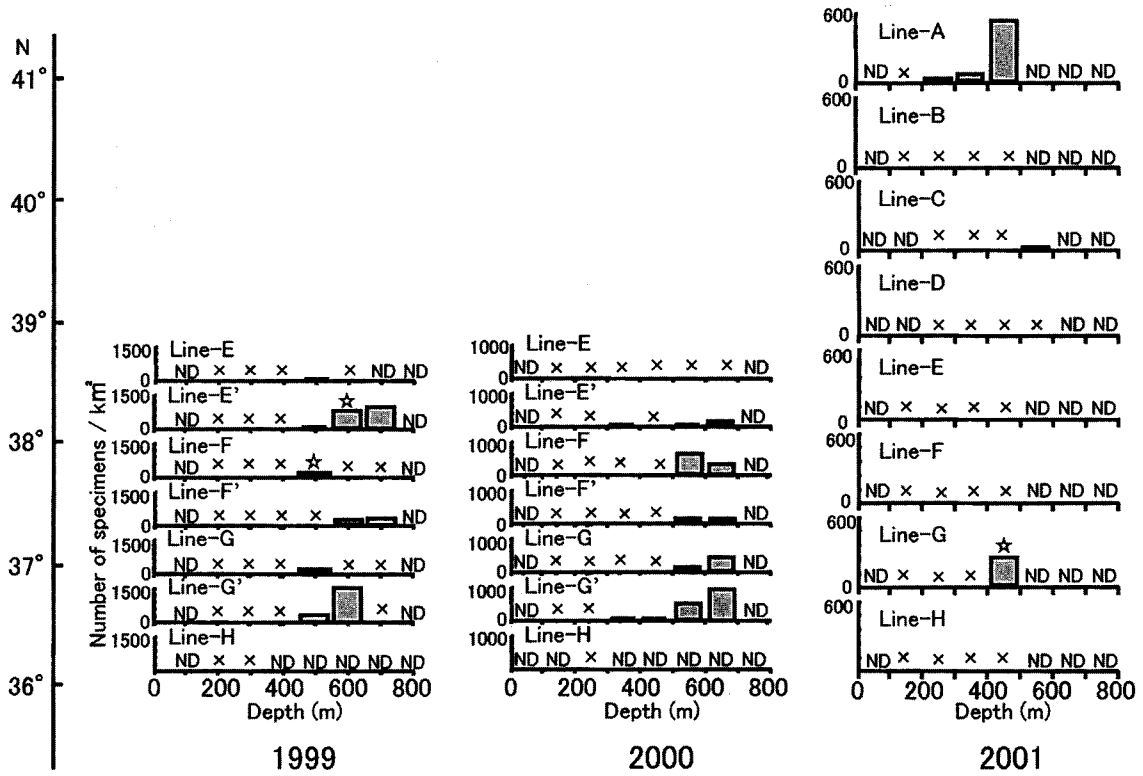 N
41°
40°
39°
38°
37°
36°
Number of specimens / km²
1500
0
Line-E
ND × × × × ND ND
1500
0
Line-E'
☆
ND × × × ND
1500
0
Line-F
☆
ND × × × × × ND
1500
0
Line-F'
ND × × × × ND
1500
0
Line-G
ND × × × × × ND
1500
0
Line-G'
ND × × × × ND
1500
Line-H
ND × × ND ND ND ND ND
0 200 400 600 800
Depth (m)
1999
1000
0
Line-E
ND × × × × × × ND
1000
0
Line-E'
ND × × × ND
1000
0
Line-F
ND × × × × ND
1000
0
Line-F'
ND × × × × ND
1000
0
Line-G
ND × × × × ND
1000
0
Line-G'
ND × × ND
1000
Line-H
ND ND × ND ND ND ND ND
0 200 400 600 800
Depth (m)
2000
600
0
Line-A
ND × ND ND ND
600
0
Line-B
ND × × × × ND ND ND
600
0
Line-C
ND ND × × × ND ND
600
0
Line-D
ND ND × × × × ND ND
600
0
Line-E
ND × × × × ND ND ND
600
0
Line-F
ND × × × × ND ND ND
600
0
Line-G
☆
ND × × × ND ND ND
600
Line-H
ND × × × × ND ND ND
0 200 400 600 800
Depth (m)
2001